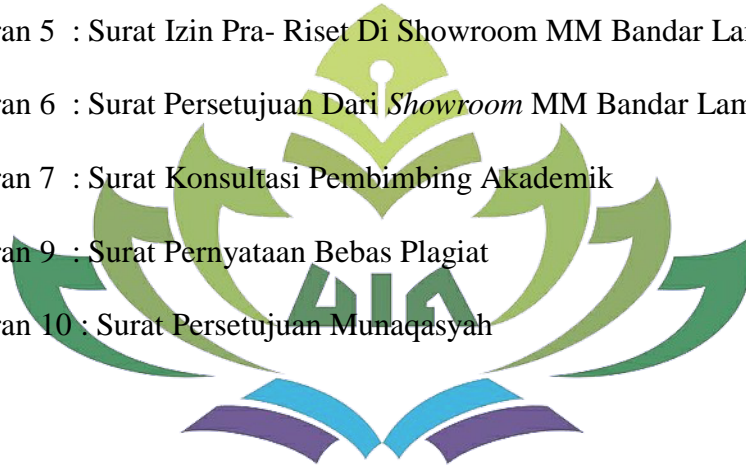 ran 5 : Surat Izin Pra- Riset Di Showroom MM Bandar La
ran 6 : Surat Persetujuan Dari Showroom MM Bandar Lam
ran 7 : Surat Konsultasi Pembimbing Akademik
ran 9 : Surat Pernyataan Bebas Plagiat
UIN
ran 10 : Surat Persetujuan Munaqasyah